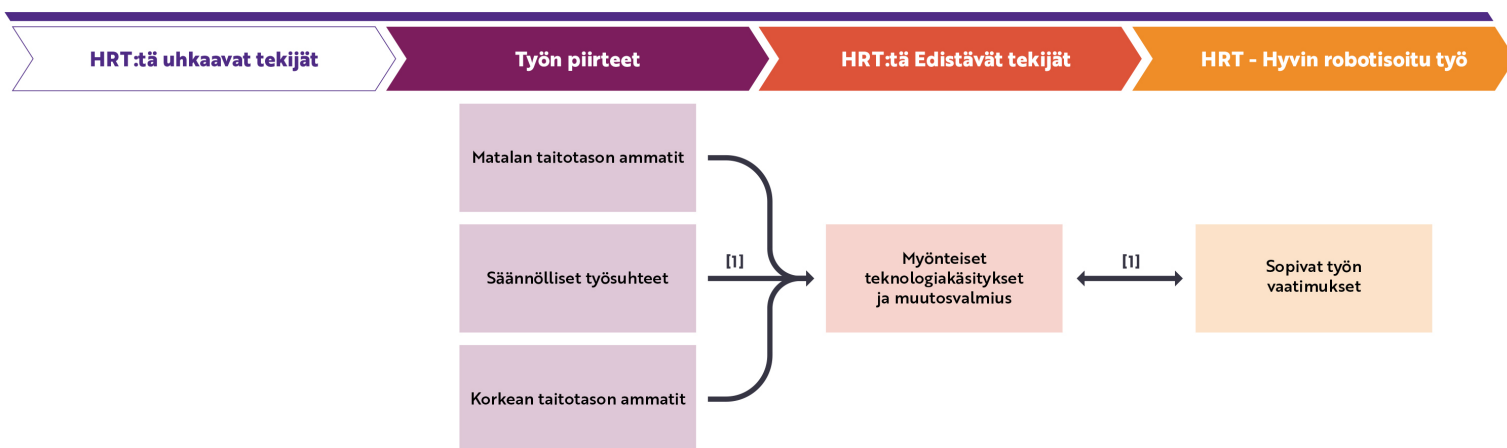 HRT:tä uhkaavat tekijät
Työn piirteet
HRT:tä Edistävät tekijät
HRT - Hyvin robotisoitu työ
Matalan taitotason ammatit
Säännölliset työsuhteet
[1]
Myönteiset
teknologiakäsitykset
ja muutosvalmius
[1]
Sopivat työn
vaatimukset
Korkean taitotason ammatit